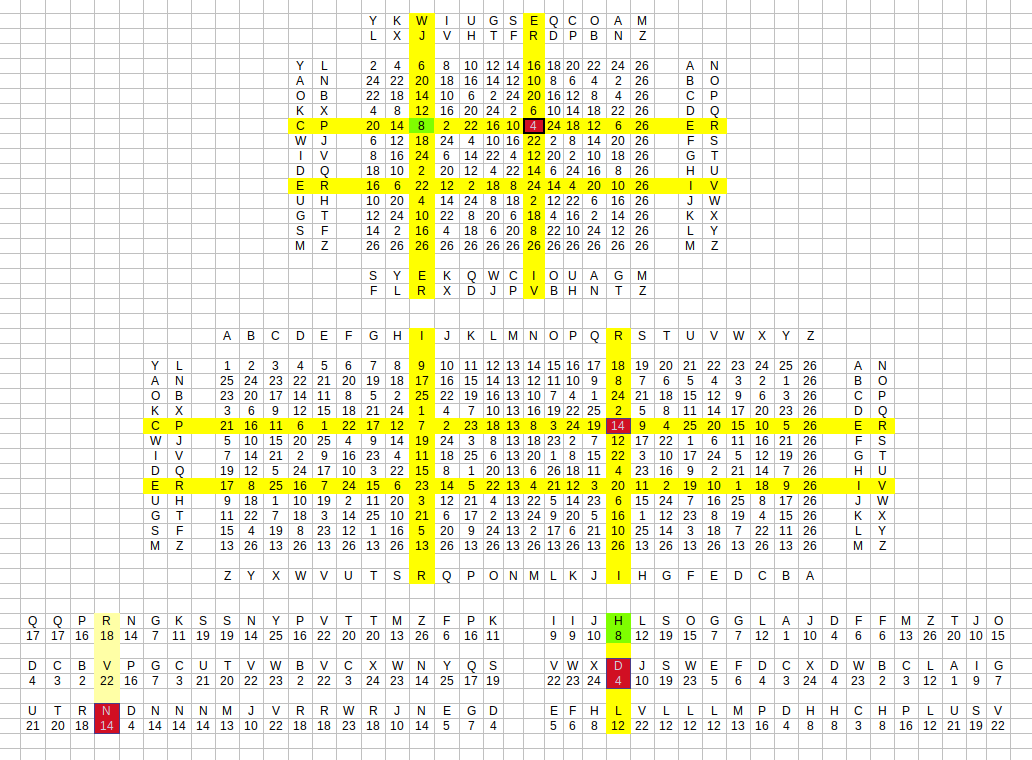 Y K W I U G S E Q C O A M
L X J V H T F R D P B N Z
Y L 2 4 6 8 10 12 14 16 18 20 22 24 26 A N
A N 24 22 20 18 16 14 12 10 8 6 4 2 26 B O
O B 22 18 14 10 6 2 24 20 16 12 8 4 26 C P
K X 4 8 12 16 20 24 2 6 10 14 18 22 26 D Q
C P 20 14 8 2 22 16 10 4 24 18 12 6 26 E R
W J 6 12 18 24 4 10 16 22 2 8 14 20 26 F S
I V 8 16 24 6 14 22 4 12 20 2 10 18 26 G T
D Q 18 10 2 20 12 4 22 14 6 24 16 8 26 H U
E R 16 6 22 12 2 18 8 24 14 4 20 10 26 I V
U H 10 20 4 14 24 8 18 2 12 22 6 16 26 J W
G T 12 24 10 22 8 20 6 18 4 16 2 14 26 K X
S F 14 2 16 4 18 6 20 8 22 10 24 12 26 L Y
M Z 26 26 26 26 26 26 26 26 26 26 26 26 26 M Z
S Y E K Q W C I O U A G M
F L R X D J P V B H N T Z
A B C D E F G H I J K L M N O P Q R S T U V W X Y Z
Y L 1 2 3 4 5 6 7 8 9 10 11 12 13 14 15 16 17 18 19 20 21 22 23 24 25 26 A N
A N 25 24 23 22 21 20 19 18 17 16 15 14 13 12 11 10 9 8 7 6 5 4 3 2 1 26 B O
O B 23 20 17 14 11 8 5 2 25 22 19 16 13 10 7 4 1 24 21 18 15 12 9 6 3 26 C P
K X 3 6 9 12 15 18 21 24 1 4 7 10 13 16 19 22 25 2 5 8 11 14 17 20 23 26 D Q
C P 21 16 11 6 1 22 17 12 7 2 23 18 13 8 3 24 19 14 9 4 25 20 15 10 5 26 E R
W J 5 10 15 20 25 4 9 14 19 24 3 8 13 18 23 2 7 12 17 22 1 6 11 16 21 26 F S
I V 7 14 21 2 9 16 23 4 11 18 25 6 13 20 1 8 15 22 3 10 17 24 5 12 19 26 G T
D Q 19 12 5 24 17 10 3 22 15 8 1 20 13 6 26 18 11 4 23 16 9 2 21 14 7 26 H U
E R 17 8 25 16 7 24 15 6 23 14 5 22 13 4 21 12 3 20 11 2 19 10 1 18 9 26 I V
U H 9 18 1 10 19 2 11 20 3 12 21 4 13 22 5 14 23 6 15 24 7 16 25 8 17 26 J W
G T 11 22 7 18 3 14 25 10 21 6 17 2 13 24 9 20 5 16 1 12 23 8 19 4 15 26 K X
S F 15 4 19 8 23 12 1 16 5 20 9 24 13 2 17 6 21 10 25 14 3 18 7 22 11 26 L Y
M Z 13 26 13 26 13 26 13 26 13 26 13 26 13 26 13 26 13 26 13 26 13 26 13 26 13 26 M Z
Z Y X W V U T S R Q P O N M L K J I H G F E D C B A
Q Q P R N G K S S N Y P V T T M Z F P K I I J H L S O G G L A J D F F M Z T J O
17 17 16 18 14 7 11 19 19 14 25 16 22 20 20 13 26 6 16 11 9 9 10 8 12 19 15 7 7 12 1 10 4 6 6 13 26 20 10 15
D C B V P G C U T V W B V C X W N Y Q S V W X D J S W E F D C X D W B C L A I G
4 3 2 22 16 7 3 21 20 22 23 2 22 3 24 23 14 25 17 19 22 23 24 4 10 19 23 5 6 4 3 24 4 23 2 3 12 1 9 7
U T R N D N N N M J V R R W R J N E G D E F H L V L L L M P D H H C H P L U S V
21 20 18 14 4 14 14 14 13 10 22 18 18 23 18 10 14 5 7 4 5 6 8 12 22 12 12 12 13 16 4 8 8 3 8 16 12 21 19 22